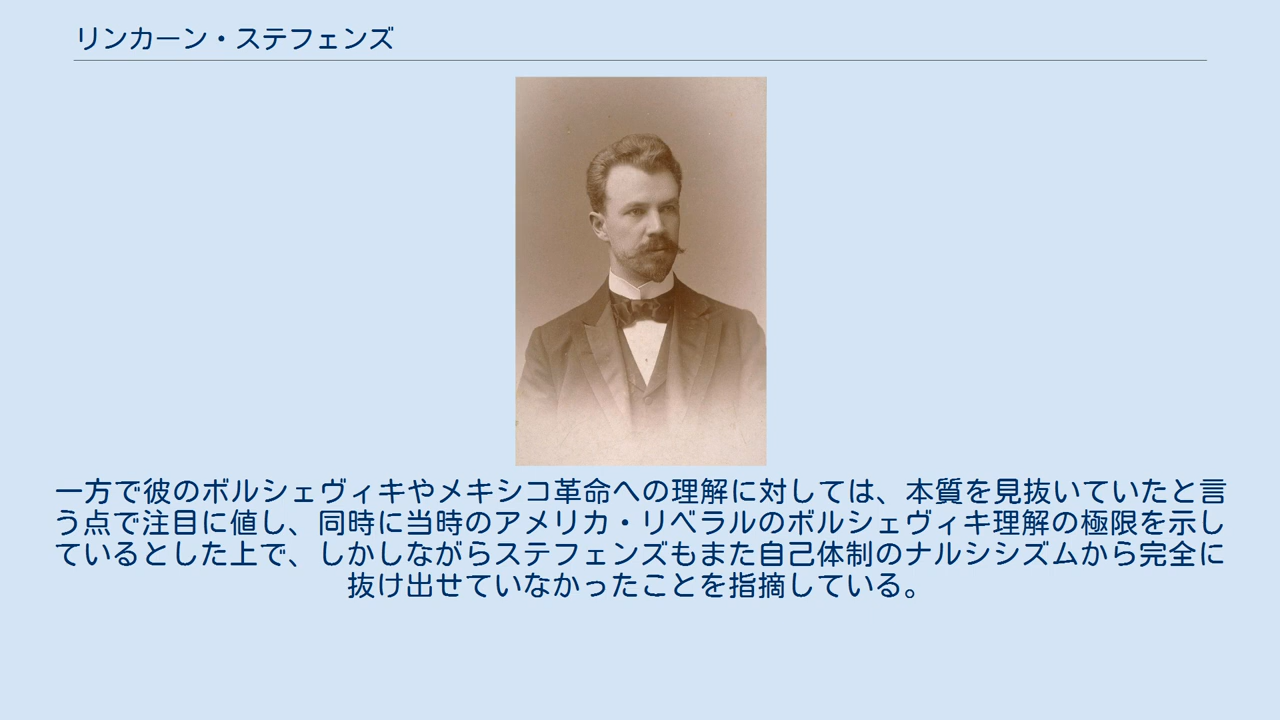 リンカーン・ステフェンズ
一方で彼のボルシェヴィキやメキシコ革命への理解に対しては、本質を見抜いていたと言
う点で注目に値し、同時に当時のアメリカ・リベラルのボルシェヴィキ理解の極限を示し
ているとした上で、しかしながらステフェンズもまた自己体制のナルシシズムから完全に
抜け出せていなかったことを指摘している。